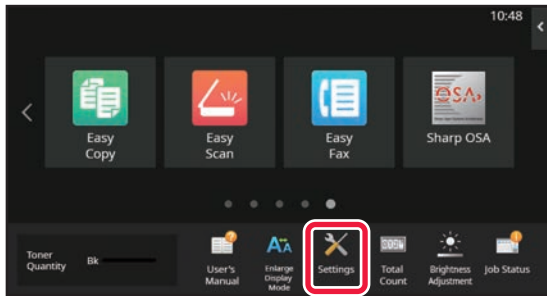 10:48
Easy
Copy
Easy
Scan
Easy
Fax
Sharp OSA
Toner
Quantity
Bk
User's
Manual
Enlarge
Display
Mode
Settings
Total
Count
Brightness
Adjustment
Job Status